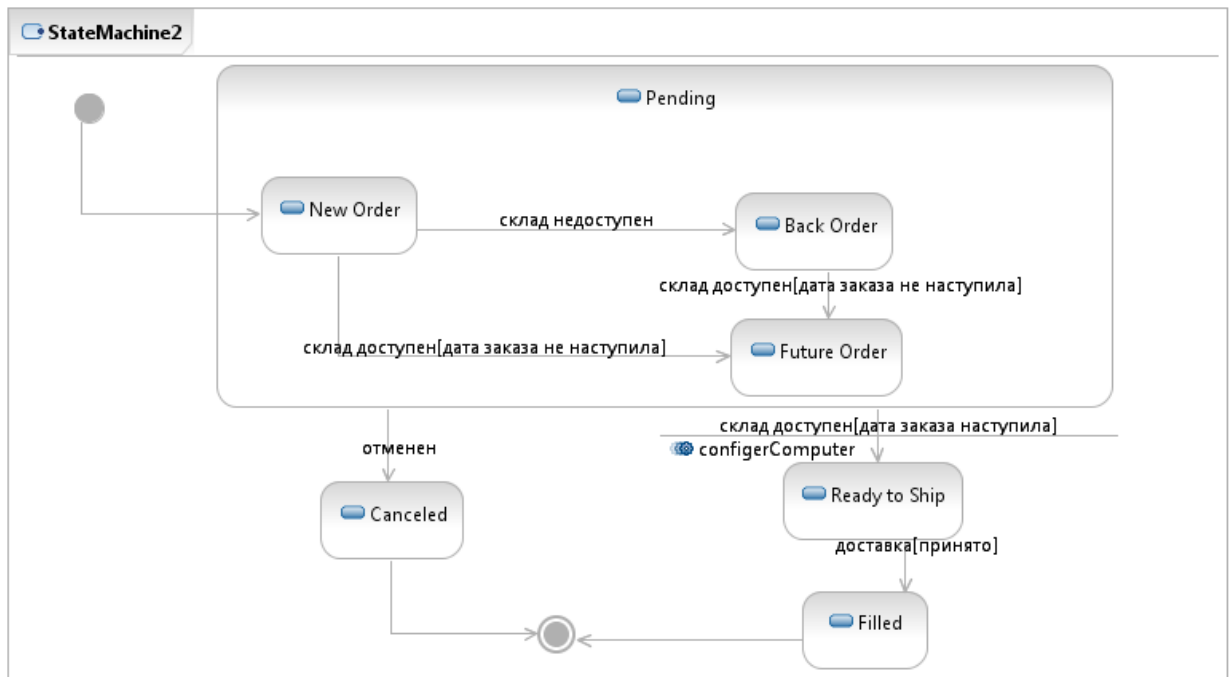 StateMachine2
Pending
New Order
склад недоступен
Back Order
склад доступен[дата заказа не наступила]
склад доступен[дата заказа не наступила]
Future Order
склад доступен[дата заказа наступила]
отменен
configerComputer
Canceled
Ready to Ship
доставка[принято]
Filled